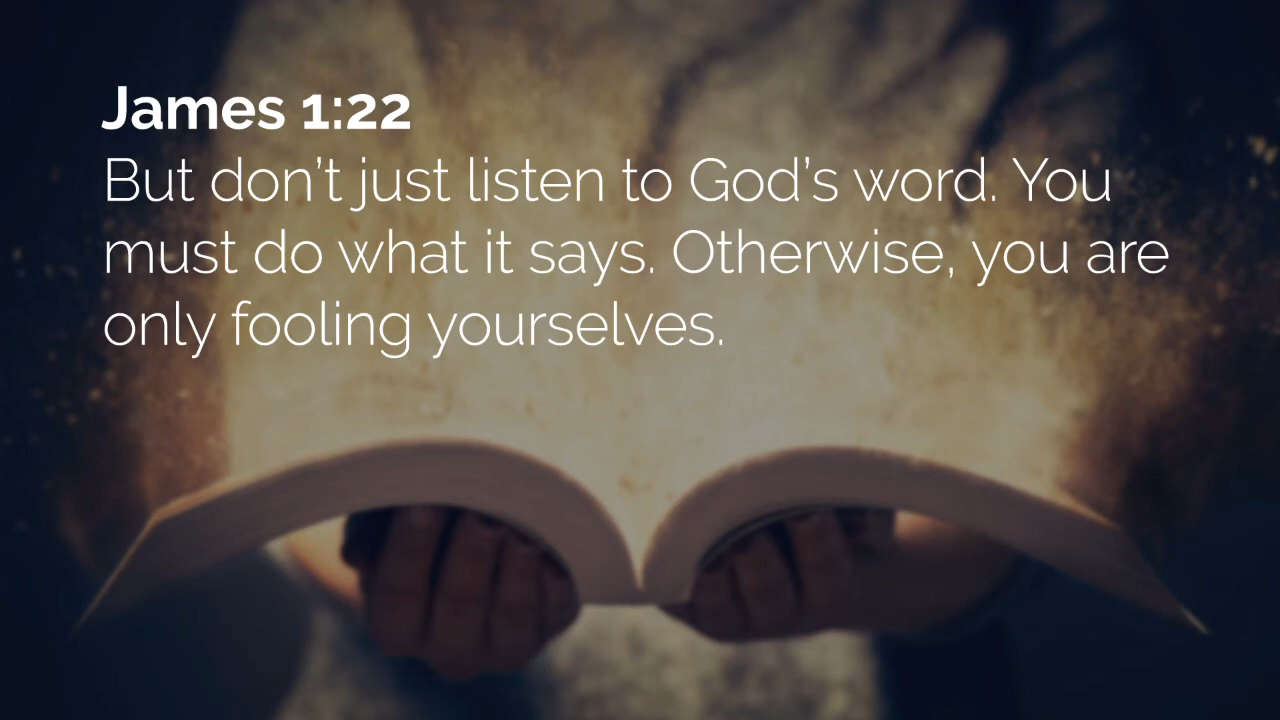 James 1:22
But don’t just listen to God’s word. You
must do what it says. Otherwise, you are
only fooling yourselves.